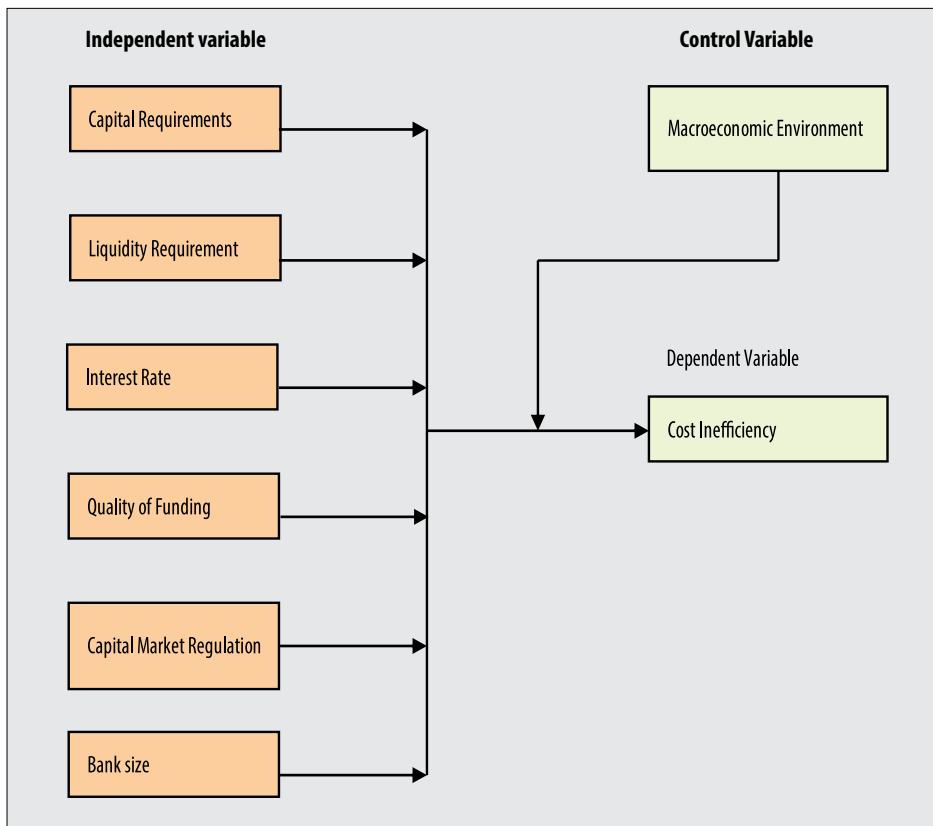 Independent variable
Control Variable
Capital Requirements
Macroeconomic Environment
Liquidity Requirement
Interest Rate
Dependent Variable
Cost Inefficiency
Quality of Funding
Capital Market Regulation
Bank size